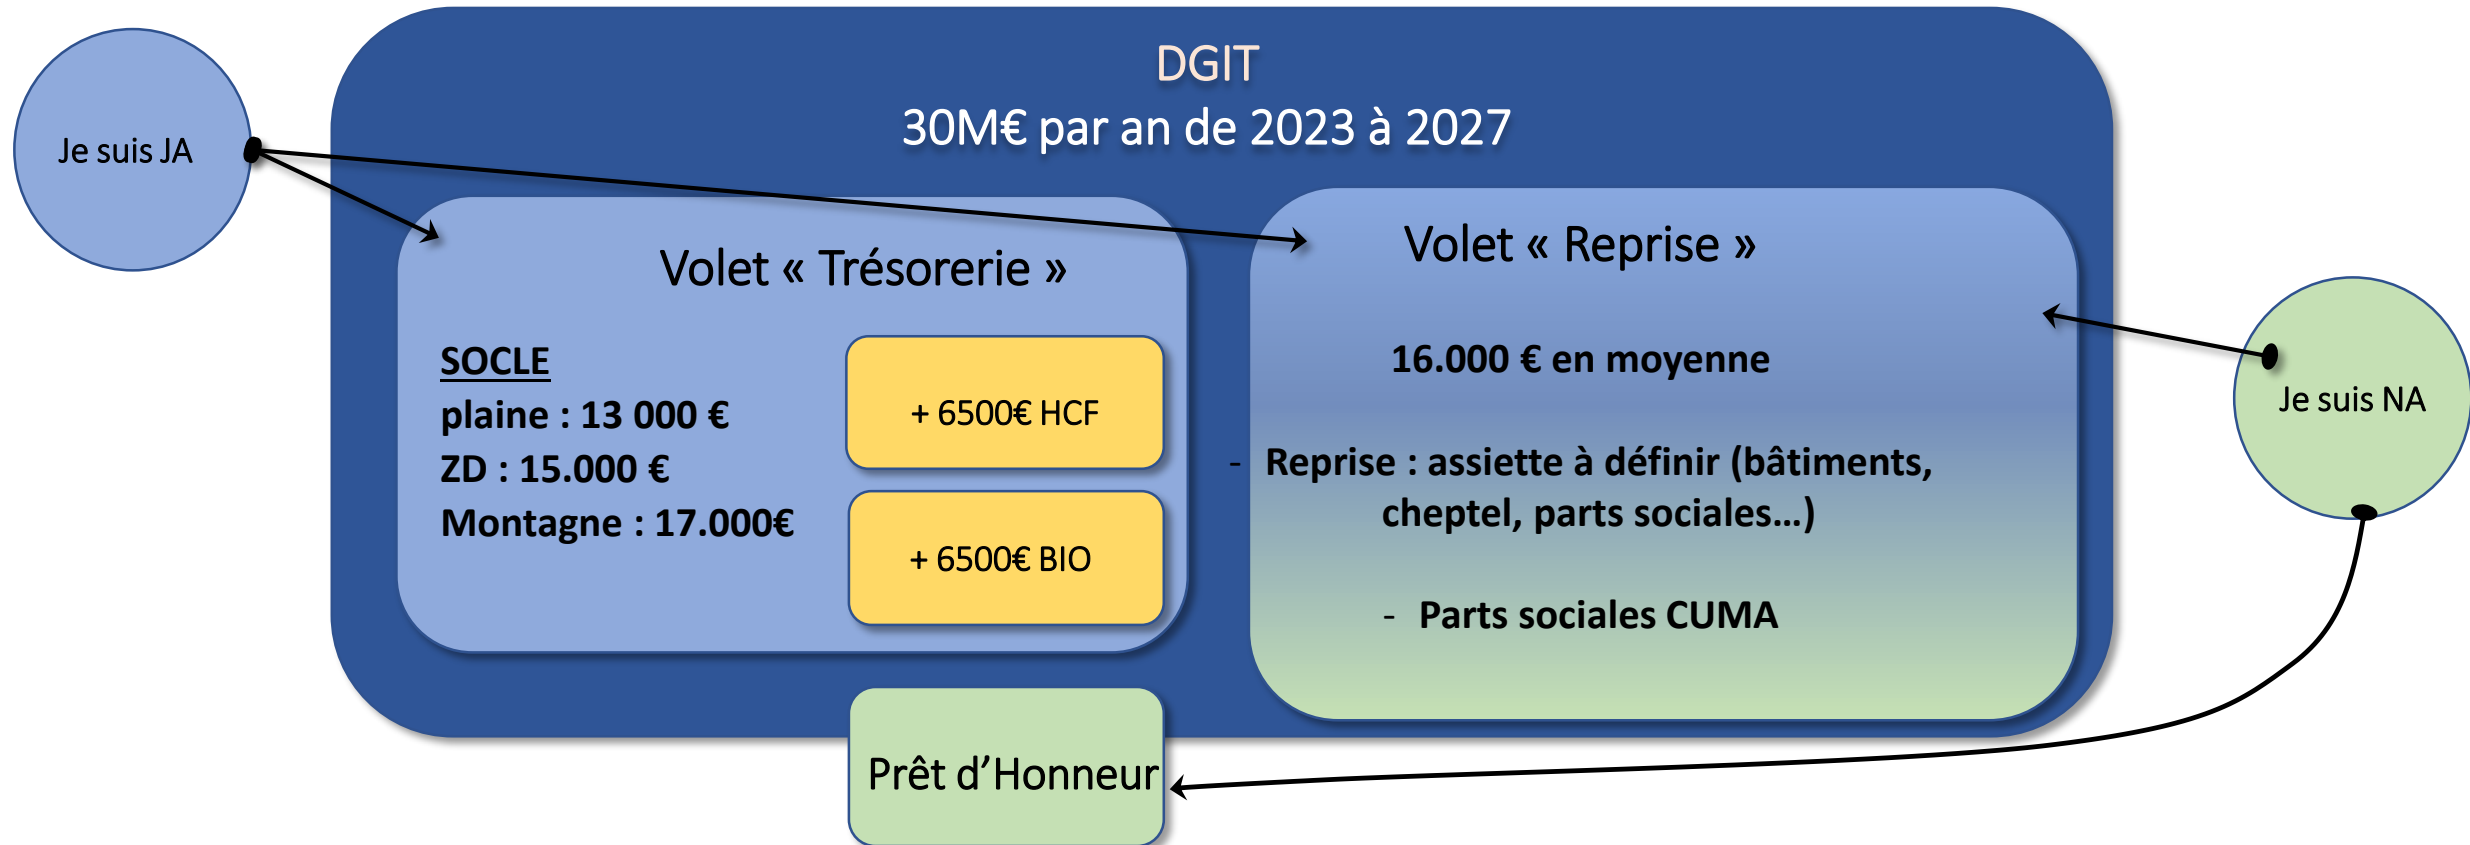 DGIT
30M€ par an de 2023 à 2027
Je suis JA
Volet « Trésorerie »
SOCLE
plaine : 13 000 €
ZD : 15.000 €
Montagne : 17.000€
+ 6500€ HCF
+ 6500€ BIO
Volet « Reprise »
16.000 € en moyenne
- Reprise : assiette à définir (bâtiments,
cheptel, parts sociales…)
- Parts sociales CUMA
Je suis NA
Prêt d’Honneur